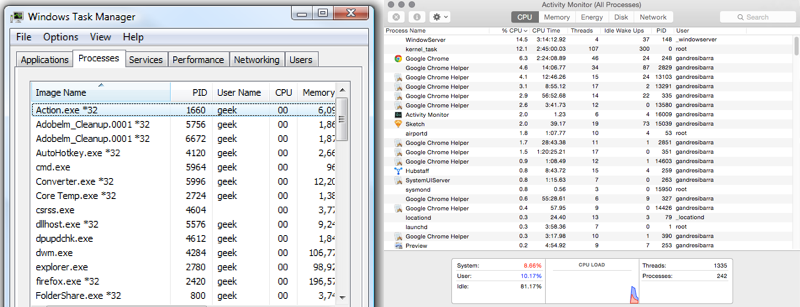 Windows Task Manager
File Options View Help
Applications Processes Services Performance Networking Users
Image Name PID User Name CPU Memory
Action.exe *32 1660 geek 00 6,09
Adobelm_Cleanup.0001 *32 5756 geek 00 1,86
Adobelm_Cleanup.0001 *32 6672 geek 00 1,87
AutoHotkey.exe *32 4120 geek 00 2,66
cmd.exe 5964 geek 00 96
Converter.exe *32 5996 geek 00 12,20
Core Temp.exe *32 2724 geek 00 1,38
csrss.exe 4604 00 3,77
dllhost.exe *32 5576 geek 00 9,24
dpupdchk.exe 4612 geek 00 1,84
dwm.exe 4284 geek 00 106,77
explorer.exe 2780 geek 00 98,92
firefox.exe *32 2420 geek 00 196,57
FolderShare.exe *32 800 geek 00 3,74
Activity Monitor (All Processes)
CPU Memory Energy Disk Network
Search
Process Name % CPU CPU Time Threads Idle Wake Ups PID User
WindowServer 14.5 3:14:12.92 4 37 148 _windowserver
kernel_task 12.1 2:45:00.03 107 300 0 root
Google Chrome 6.3 2:24:08.89 46 24 246 gandresibarra
Google Chrome Helper 4.6 14:06.77 34 87 2829 gandresibarra
Google Chrome Helper 4.1 12:46.26 15 24 13103 gandresibarra
Google Chrome Helper 3.1 8:55.12 17 2 13291 gandresibarra
Google Chrome Helper 2.9 56:52.68 14 22 335 gandresibarra
Google Chrome Helper 2.6 3:41.73 12 0 13580 gandresibarra
Activity Monitor 2.0 1.23 6 4 16009 gandresibarra
Sketch 2.0 39.17 19 73 15039 gandresibarra
airportd 1.8 1:07.77 10 4 53 root
Google Chrome Helper 1.7 28:43.38 11 1 2851 gandresibarra
Google Chrome Helper 1.5 1:20:25.21 17 0 351 gandresibarra
Google Chrome Helper 0.9 1:08.49 12 1 14603 gandresibarra
Hubstaff 0.8 8:43.72 15 4 259 gandresibarra
SystemUIServer 0.8 1:15.63 7 0 263 gandresibarra
sysmond 0.8 0.56 3 0 15950 root
Google Chrome Helper 0.6 55:28.61 6 9 327 gandresibarra
Google Chrome Helper 0.4 57.95 9 0 14426 gandresibarra
locationd 0.3 24.40 13 3 79 _locationd
launchd 0.3 3:58.36 7 0 1 root
Google Chrome Helper 0.3 3:17.98 10 1 390 gandresibarra
Preview 0.2 4:54.92 9 7 253 gandresibarra
System: 8.66% CPU LOAD Threads: 1335
User: 10.17% Processes: 242
Idle: 81.17%